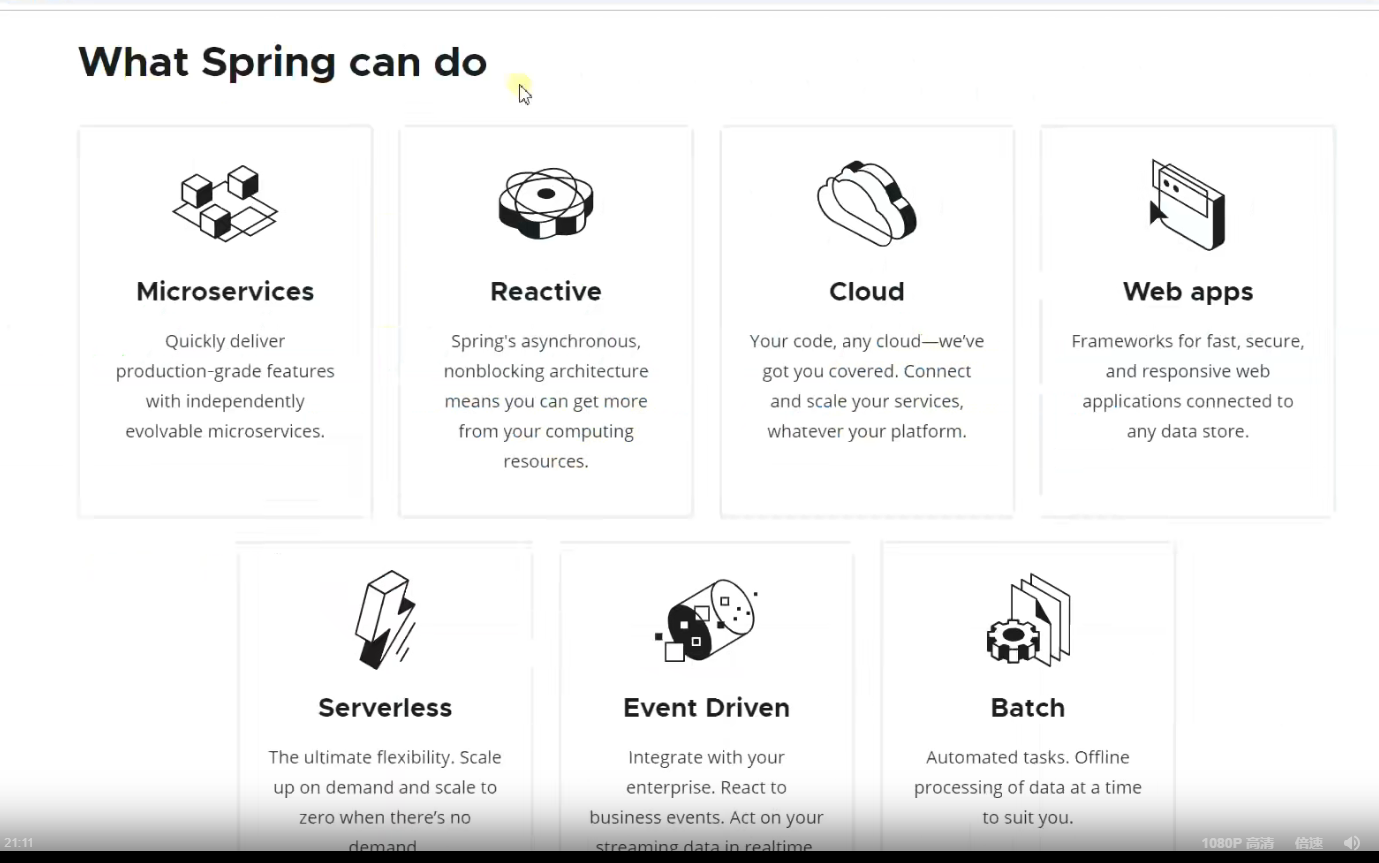 What Spring can do
Microservices
Quickly deliver
production-grade features
with independently
evolvable microservices.
Reactive
Spring's asynchronous,
nonblocking architecture
means you can get more
from your computing
resources.
Cloud
Your code, any cloud—we’ve
got you covered. Connect
and scale your services,
whatever your platform.
Web apps
Frameworks for fast, secure,
and responsive web
applications connected to
any data store.
Serverless
The ultimate flexibility. Scale
up on demand and scale to
zero when there’s no
demand
Event Driven
Integrate with your
enterprise. React to
business events. Act on your
streaming data in realtime
Batch
Automated tasks. Offline
processing of data at a time
to suit you.
21:11
1080P 高清
倍速